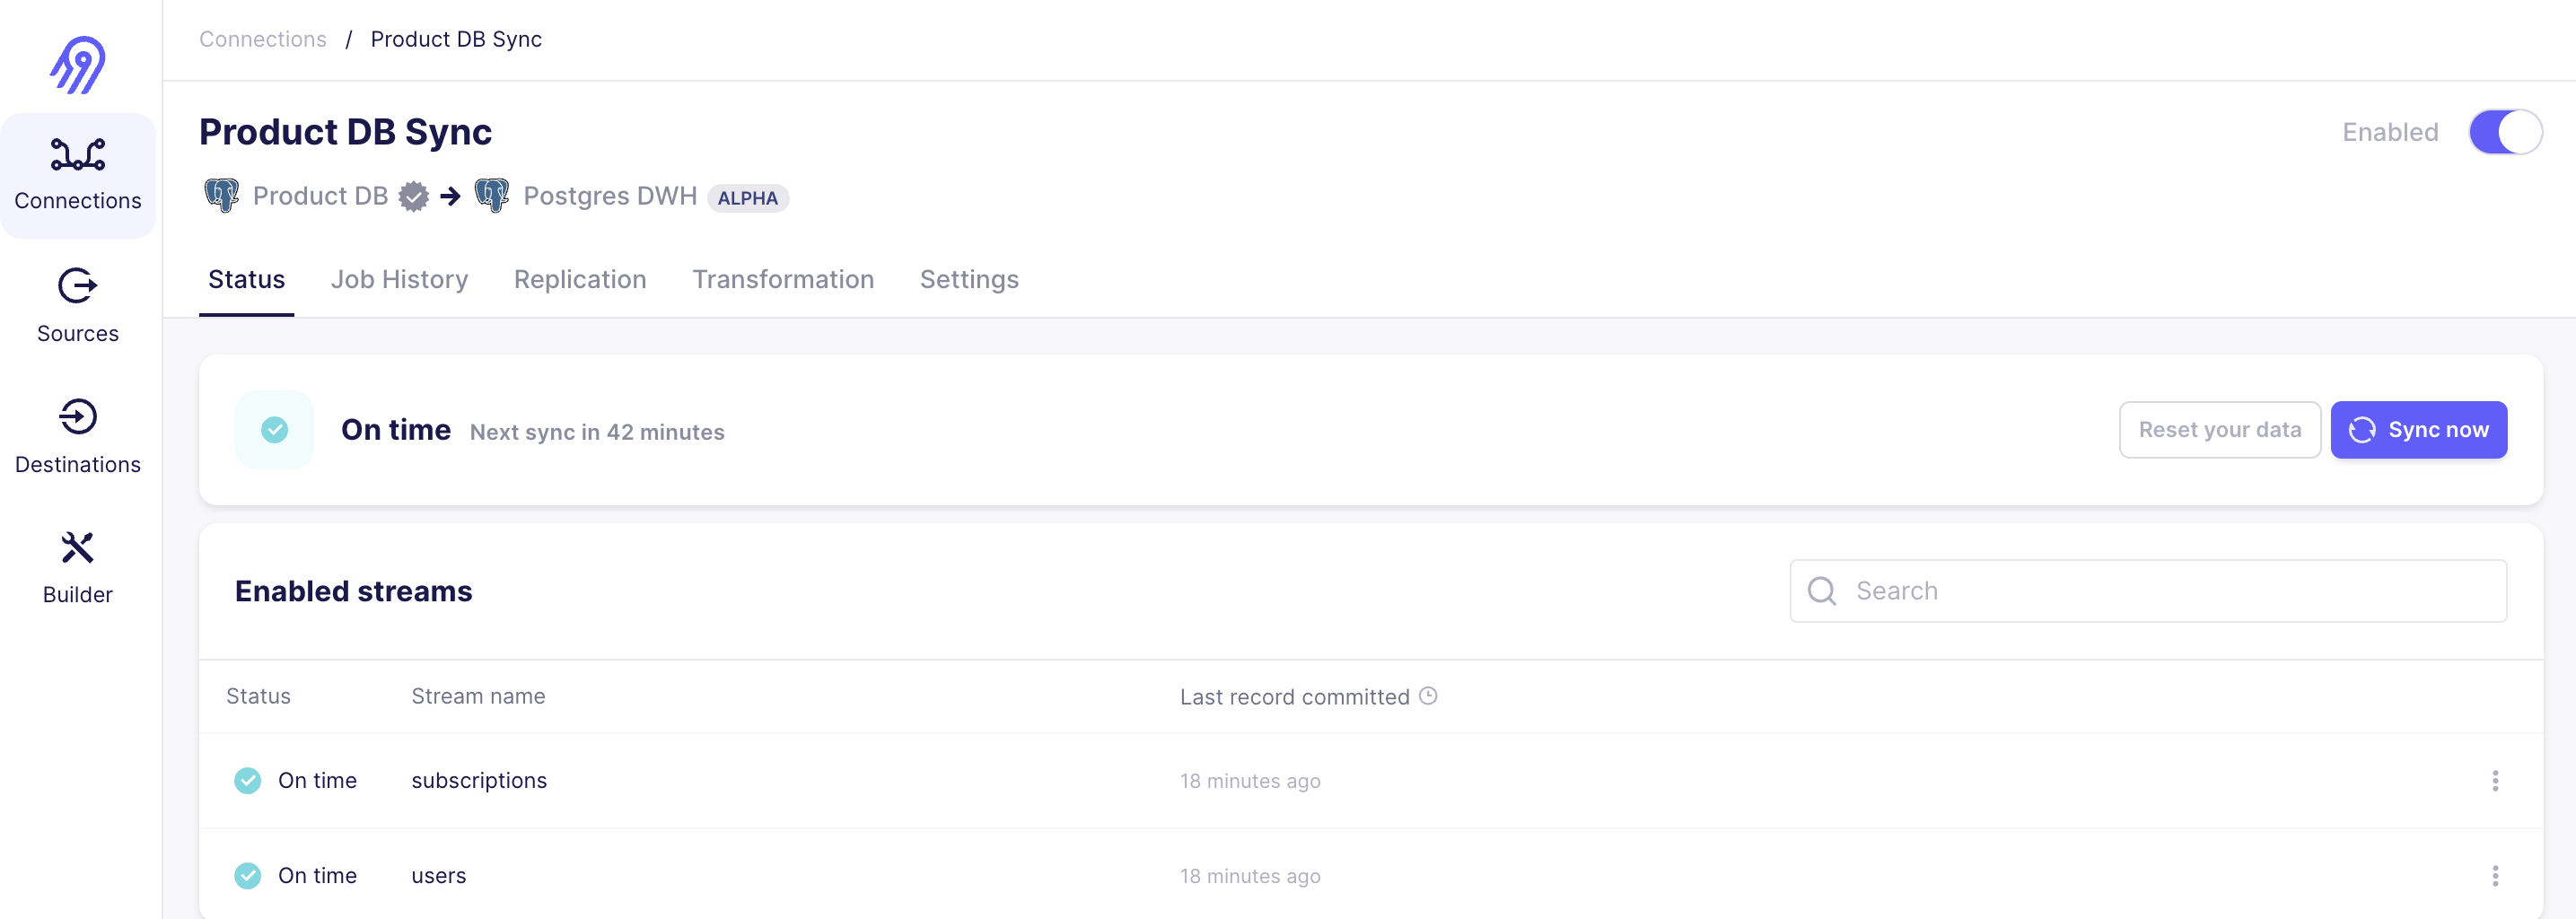 Connections / Product DB Sync
Connections
Sources
Destinations
Builder
Product DB Sync
Enabled
Product DB Postgres DWH ALPHA
Status Job History Replication Transformation Settings
On time Next sync in 42 minutes Reset your data Sync now
Enabled streams Search
Status Stream name Last record committed
On time subscriptions 18 minutes ago
On time users 18 minutes ago